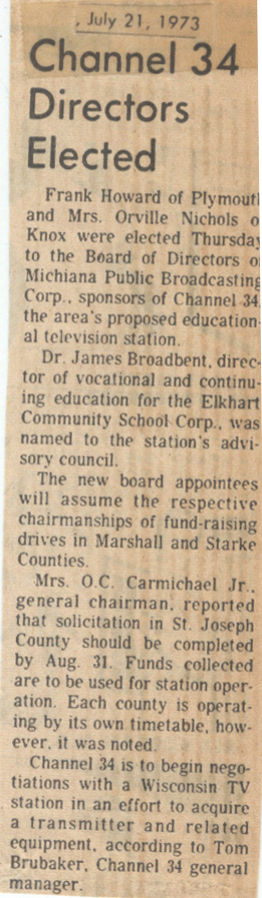 , July 21, 1973
Channel 34
Directors
Elected
Frank Howard of Plymouth
and Mrs. Orville Nichols o
Knox were elected Thursday
to the Board of Directors o
Michiana Public Broadcasting
Corp., sponsors of Channel 34,
the area's proposed education-
al television station.
Dr. James Broadbent, direc-
tor of vocational and continu-
ing education for the Elkhart
Community School Corp., was
named to the station's advi-
sory council.
The new board appointees
will assume the respective
chairmanships of fund-raising
drives in Marshall and Starke
Counties.
Mrs. O.C. Carmichael Jr.,
general chairman, reported
that solicitation in St. Joseph
County should be completed
by Aug. 31. Funds collected
are to be used for station oper-
ation. Each county is operat-
ing by its own timetable, how-
ever, it was noted.
Channel 34 is to begin nego-
tiations with a Wisconsin TV
station in an effort to acquire
a transmitter and related
equipment, according to Tom
Brubaker, Channel 34 general
manager.